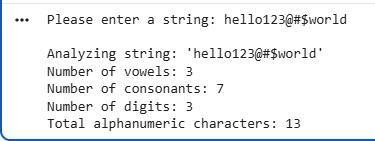 Please enter a string: hello123@#$world
Analyzing string: 'hello123@#$world'
Number of vowels: 3
Number of consonants: 7
Number of digits: 3
Total alphanumeric characters: 13